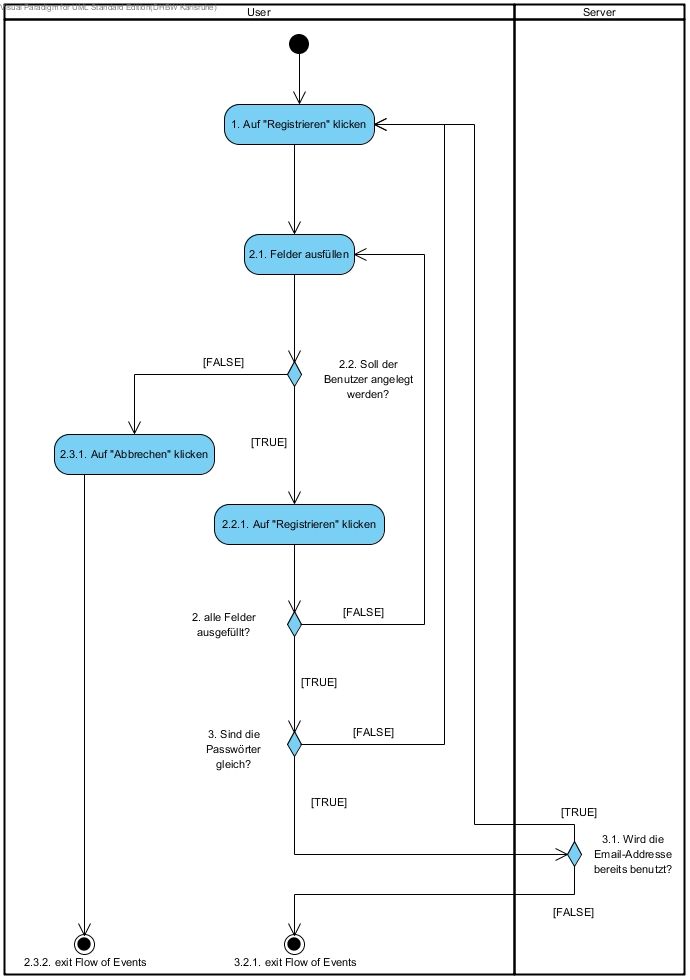 Visual Paradigm for UML Standard Edition(DHBW Karlsruhe)
User
Server
1. Auf "Registrieren" klicken
2.1. Felder ausfüllen
[FALSE]
2.2. Soll der
Benutzer angelegt
werden?
[TRUE]
2.3.1. Auf "Abbrechen" klicken
2.2.1. Auf "Registrieren" klicken
2. alle Felder
ausgefüllt?
[FALSE]
[TRUE]
3. Sind die
Passwörter
gleich?
[FALSE]
[TRUE]
[TRUE]
3.1. Wird die
Email-Addresse
bereits benutzt?
[FALSE]
2.3.2. exit Flow of Events
3.2.1. exit Flow of Events